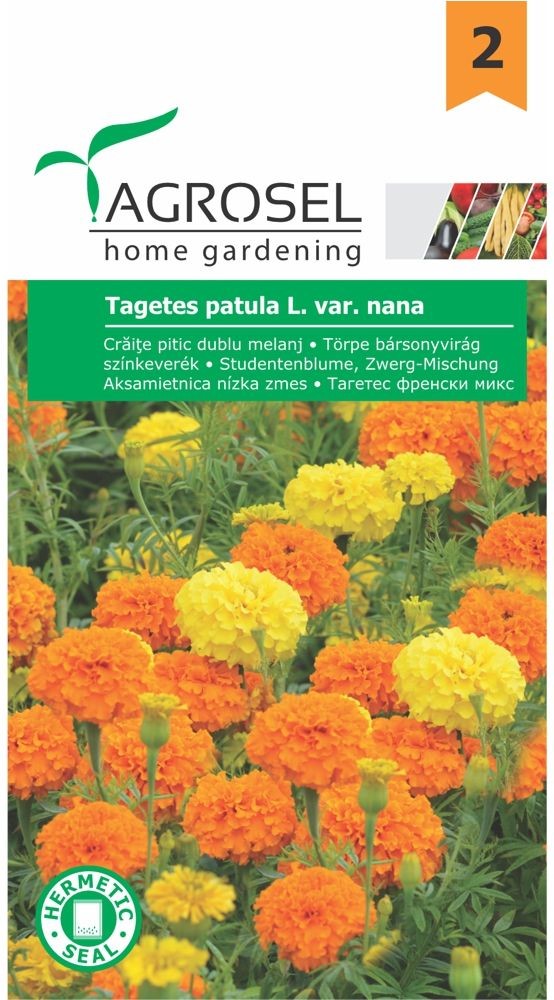 2
AGROSEL
home gardening
Tagetes patula L. var. nana
Crăiţe pitic dublu melanj • Törpe bársonyvirág
színkeverék • Studentenblume, Zwerg-Mischung
Aksamietnica nízka zmes • Тагетес френски микс
HERMETIC
• SEAL •